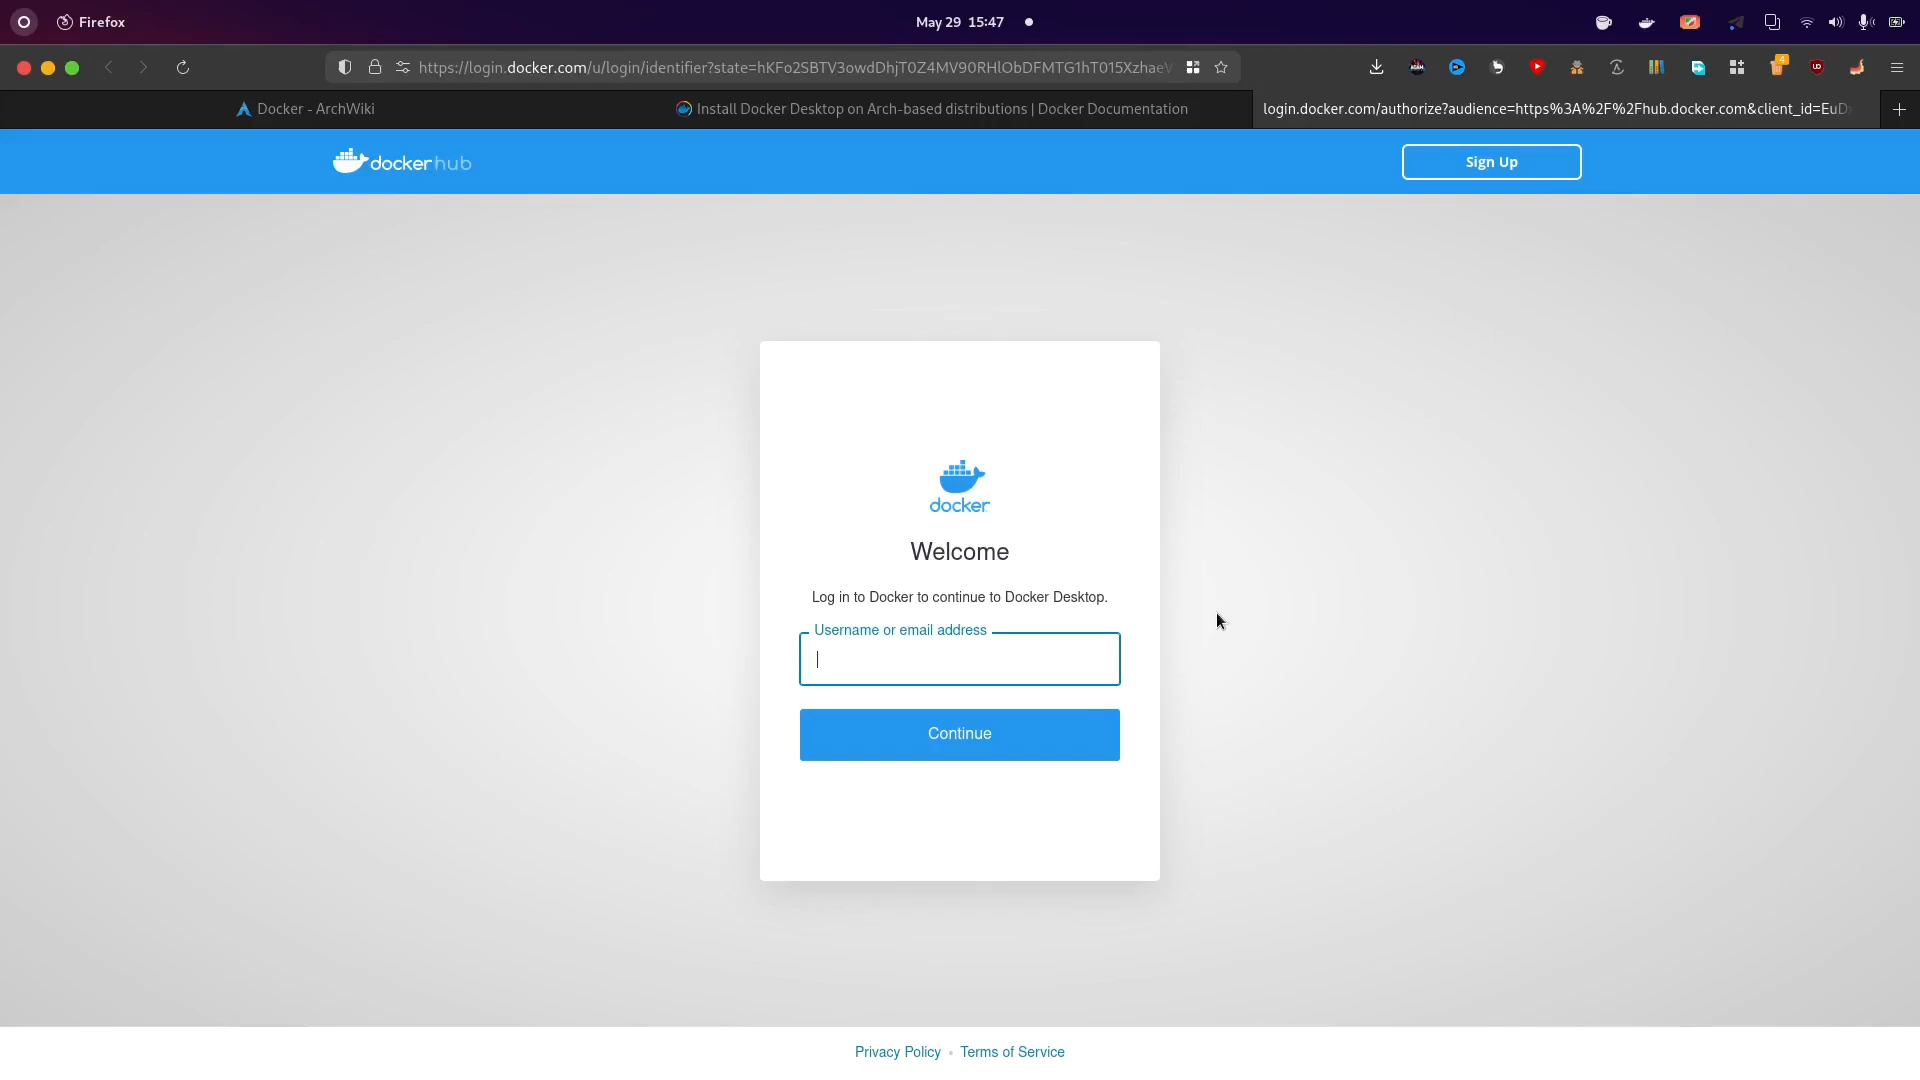 Firefox
May 29 15:47
https://login.docker.com/u/login/identifier?state=hKFo2SBTV3owdDhjT0Z4MV90RHlObDFMTG1hT015XzhaeV
4
Docker - ArchWiki
Install Docker Desktop on Arch-based distributions | Docker Documentation
login.docker.com/authorize?audience=https%3A%2F%2Fhub.docker.com&client_id=EuD
dockerhub
Sign Up
docker
Welcome
Log in to Docker to continue to Docker Desktop.
Username or email address
Continue
Privacy Policy
Terms of Service